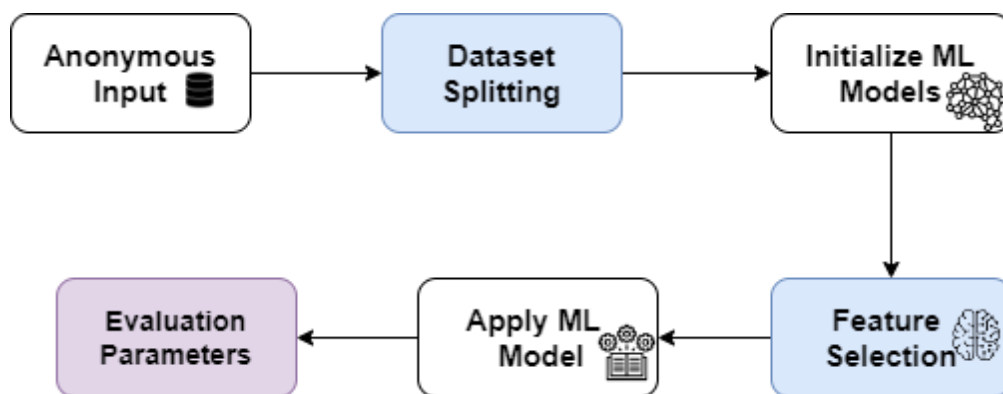 Anonymous
Input
Dataset
Splitting
Initialize ML
Models
Feature
Selection
Apply ML
Model
Evaluation
Parameters